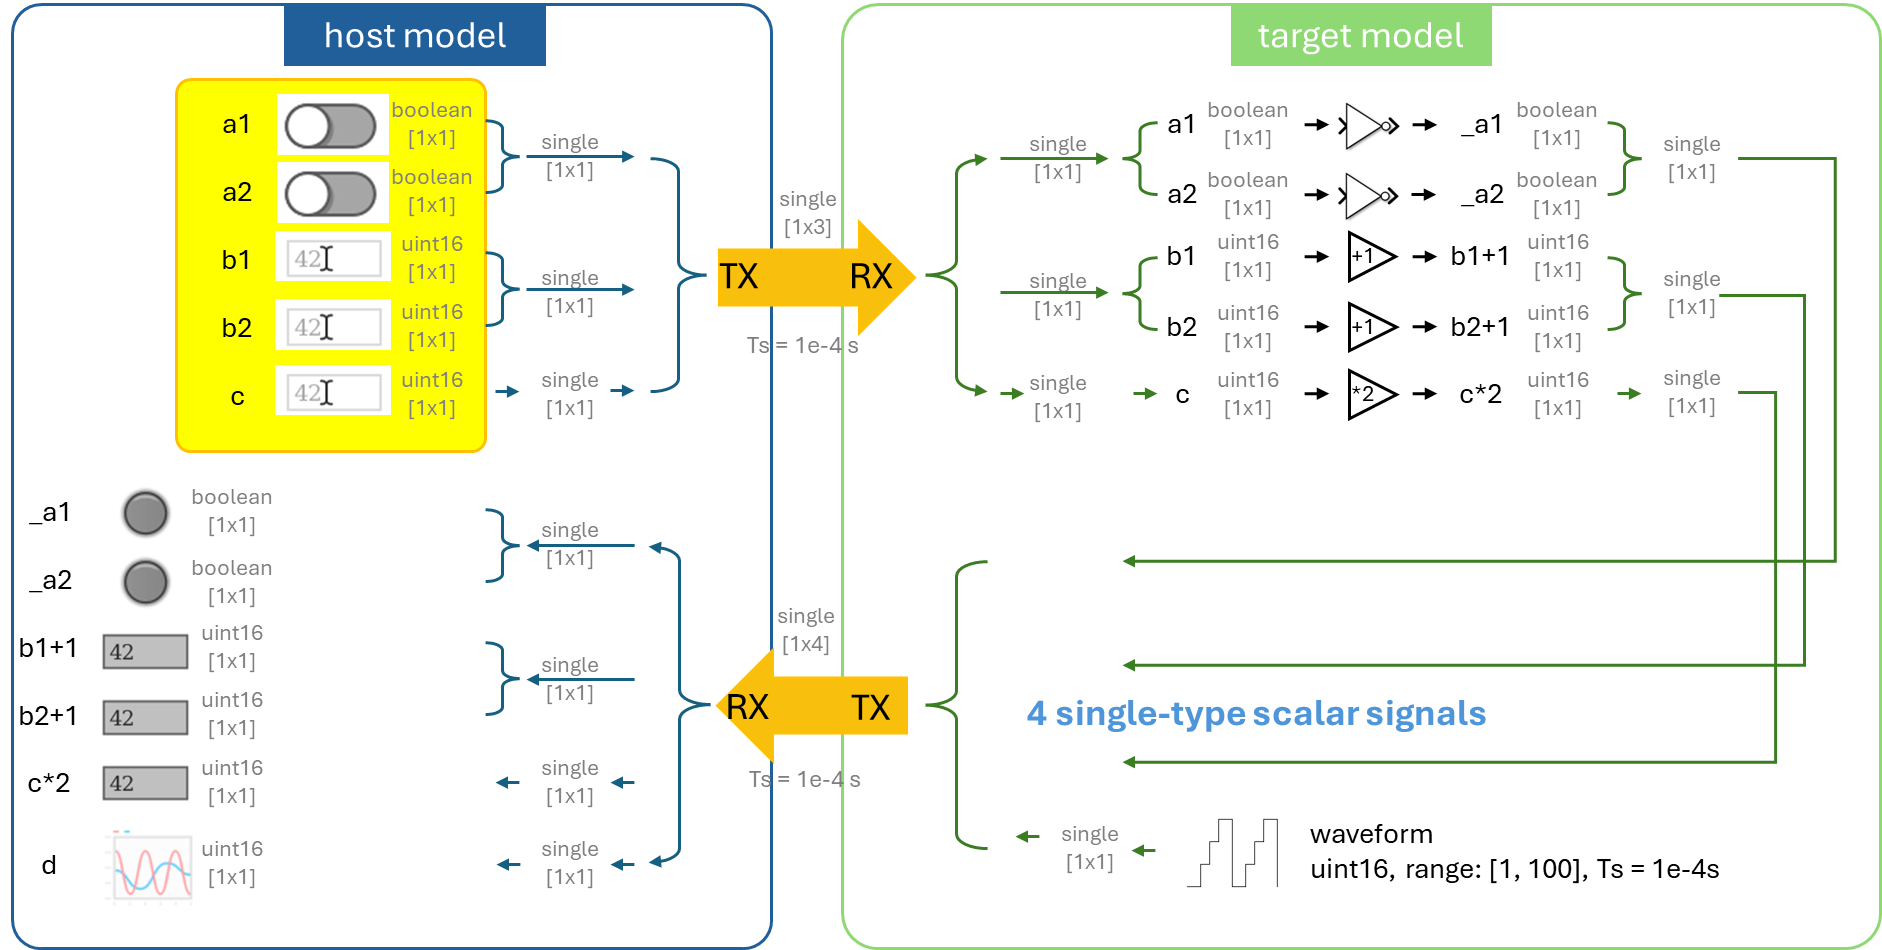 host model
a1
boolean
[1x1]
a2
boolean
[1x1]
single
[1x1]
b1
42
uint16
[1x1]
b2
42
uint16
[1x1]
single
[1x1]
c
42
uint16
[1x1]
single
[1x1]
single
[1x3]
TX
RX
Ts = 1e-4 s
target model
single
[1x1]
a1
boolean
[1x1]
_a1
boolean
[1x1]
a2
boolean
[1x1]
_a2
boolean
[1x1]
single
[1x1]
single
[1x1]
b1
uint16
[1x1]
+1
b1+1
uint16
[1x1]
b2
uint16
[1x1]
+1
b2+1
uint16
[1x1]
single
[1x1]
single
[1x1]
c
uint16
[1x1]
*2
c*2
uint16
[1x1]
single
[1x1]
_a1
boolean
[1x1]
_a2
boolean
[1x1]
single
[1x1]
b1+1
42
uint16
[1x1]
b2+1
42
uint16
[1x1]
single
[1x1]
c*2
42
uint16
[1x1]
single
[1x1]
d
uint16
[1x1]
single
[1x1]
single
[1x4]
RX
TX
Ts = 1e-4 s
4 single-type scalar signals
single
[1x1]
waveform
uint16, range: [1, 100], Ts = 1e-4s